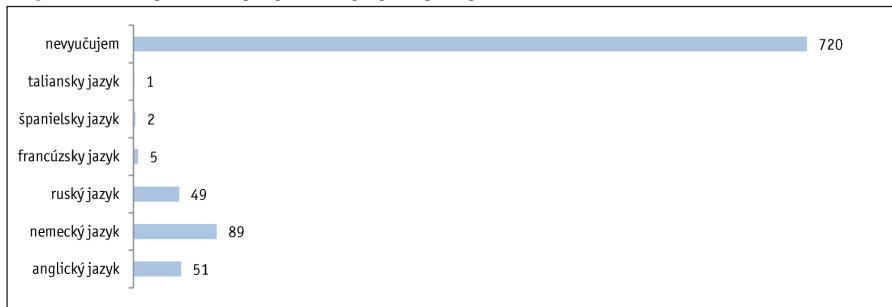 nevyučujem 720
taliansky jazyk 1
španielsky jazyk 2
francúzsky jazyk 5
ruský jazyk 49
nemecký jazyk 89
anglický jazyk 51